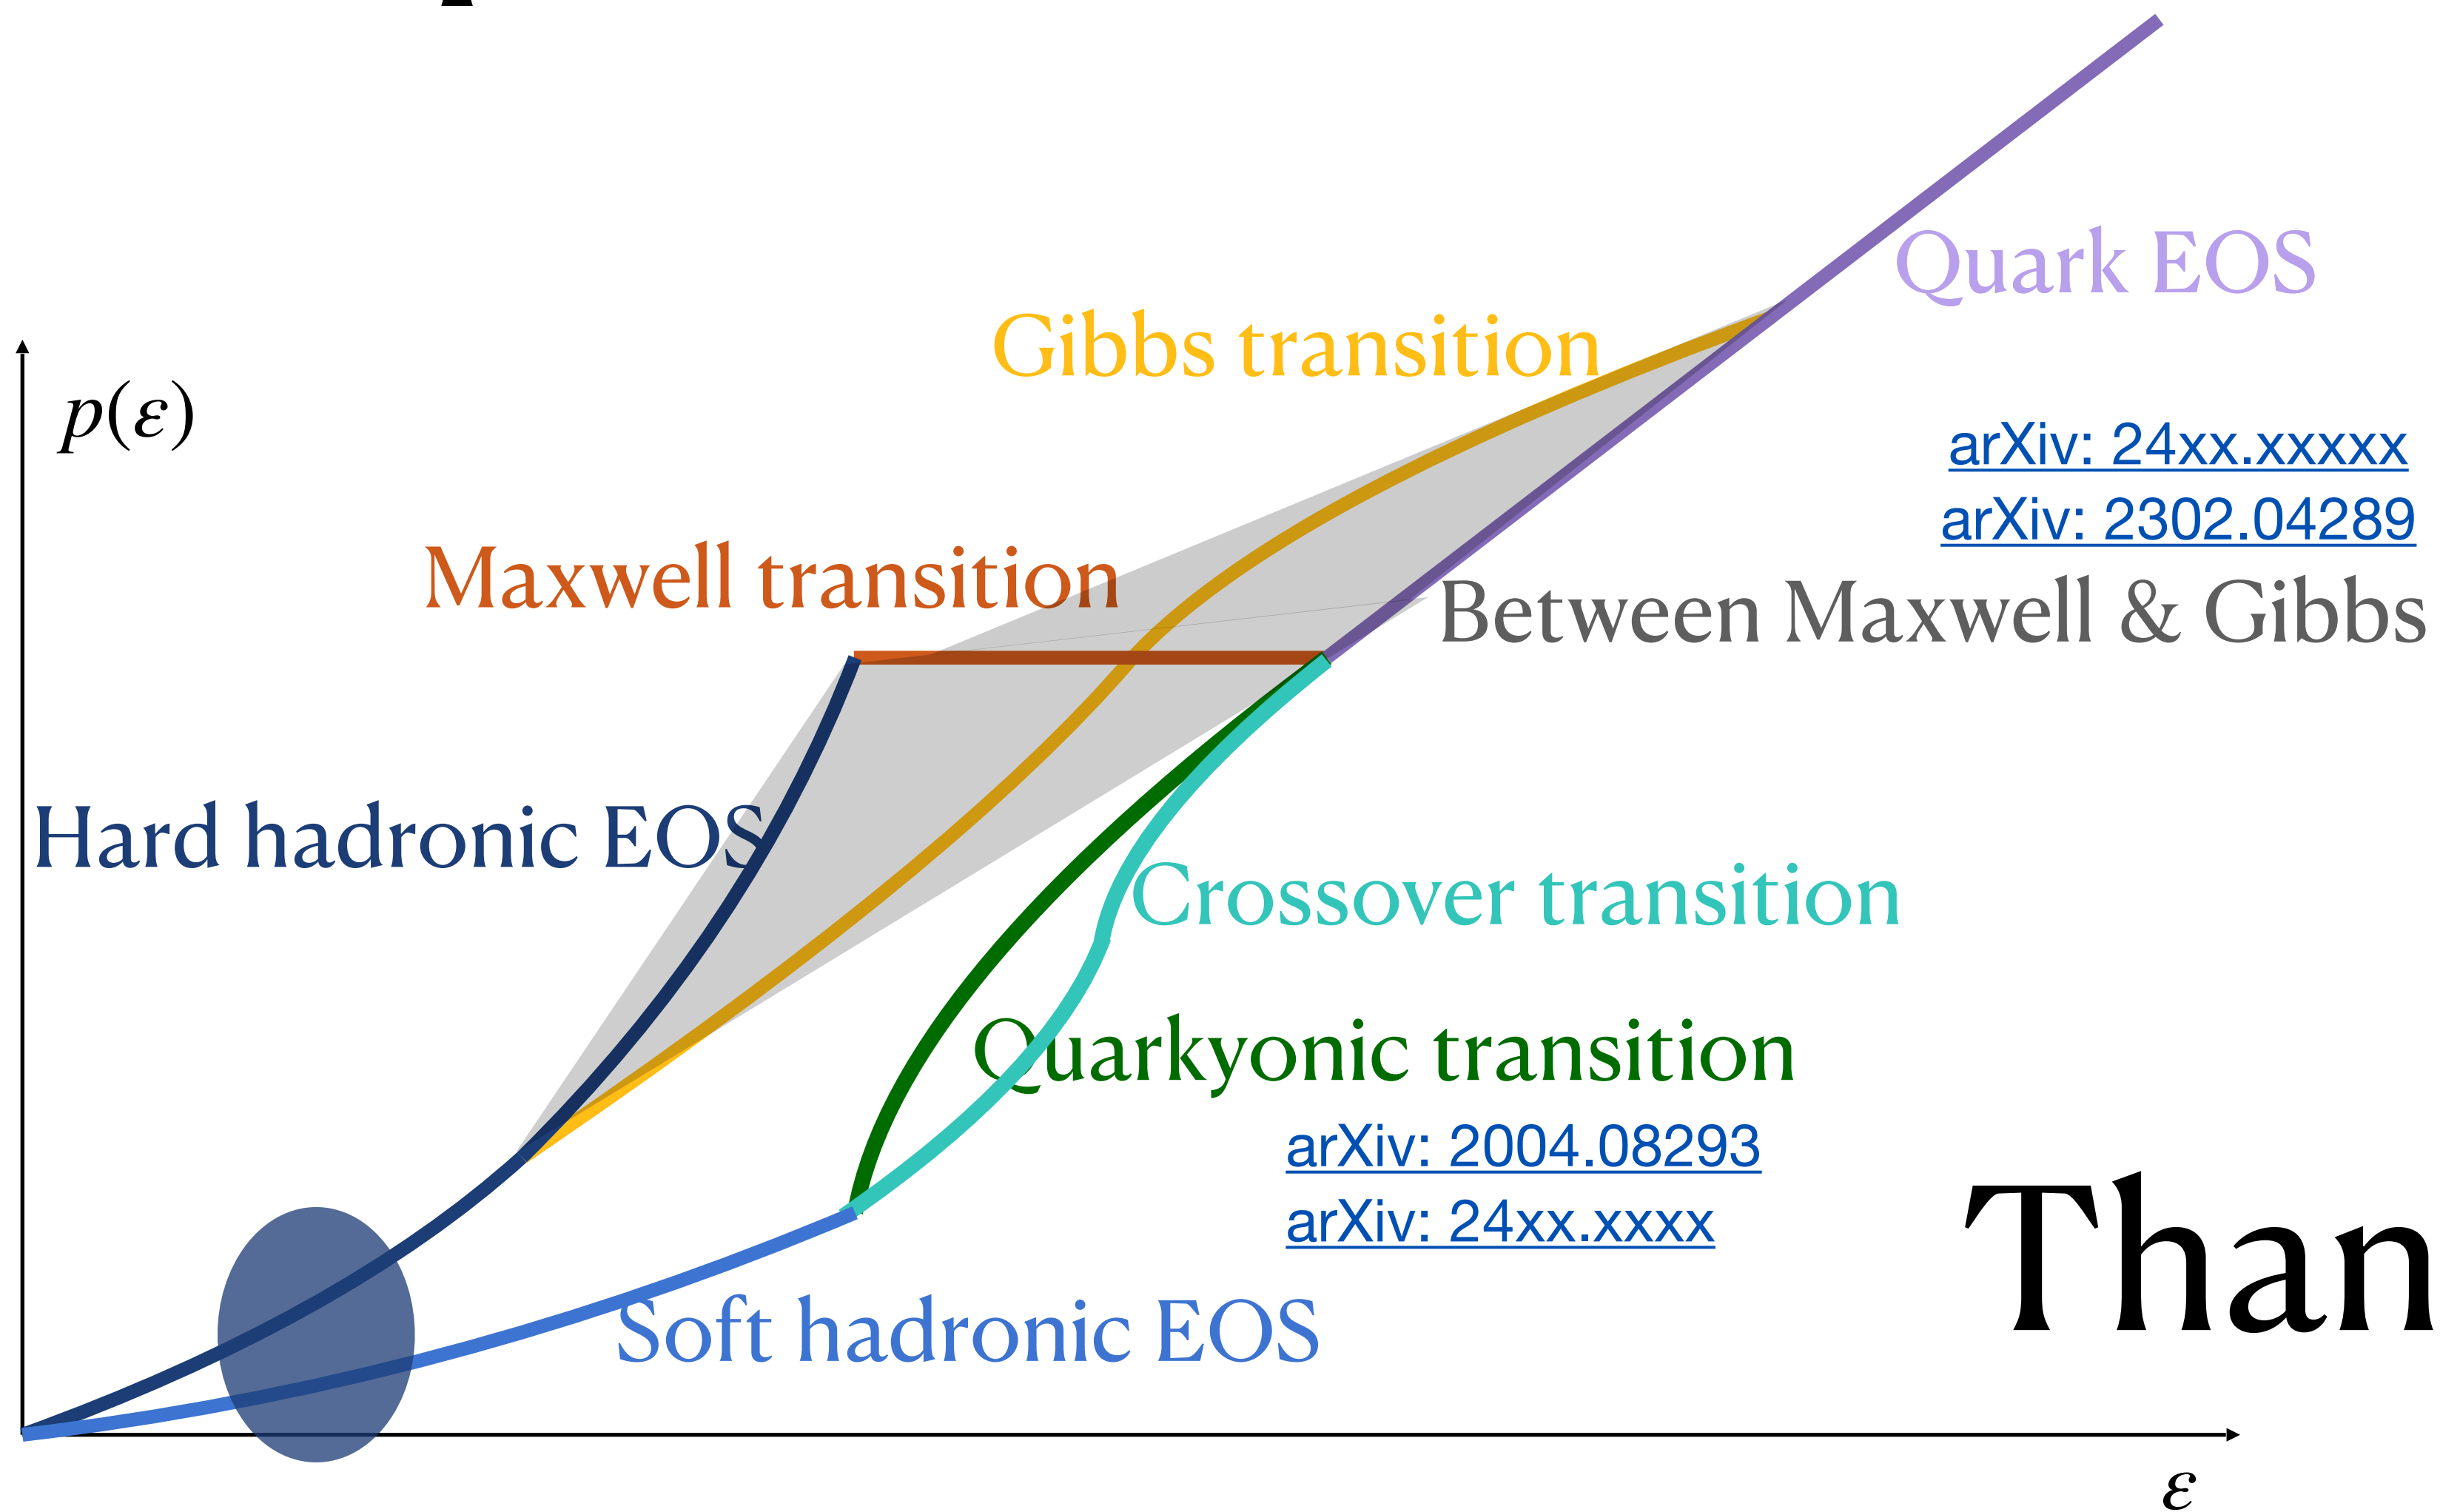 Quark EOS
Gibbs transition
p(ε)
arXiv: 24xx.xxxxx
arXiv: 2302.04289
Maxwell transition
Between Maxwell & Gibbs
Hard hadronic EOS
Crossover transition
Quarkyonic transition
arXiv: 2004.08293
arXiv: 24xx.xxxx
Than
Soft hadronic EOS
ε